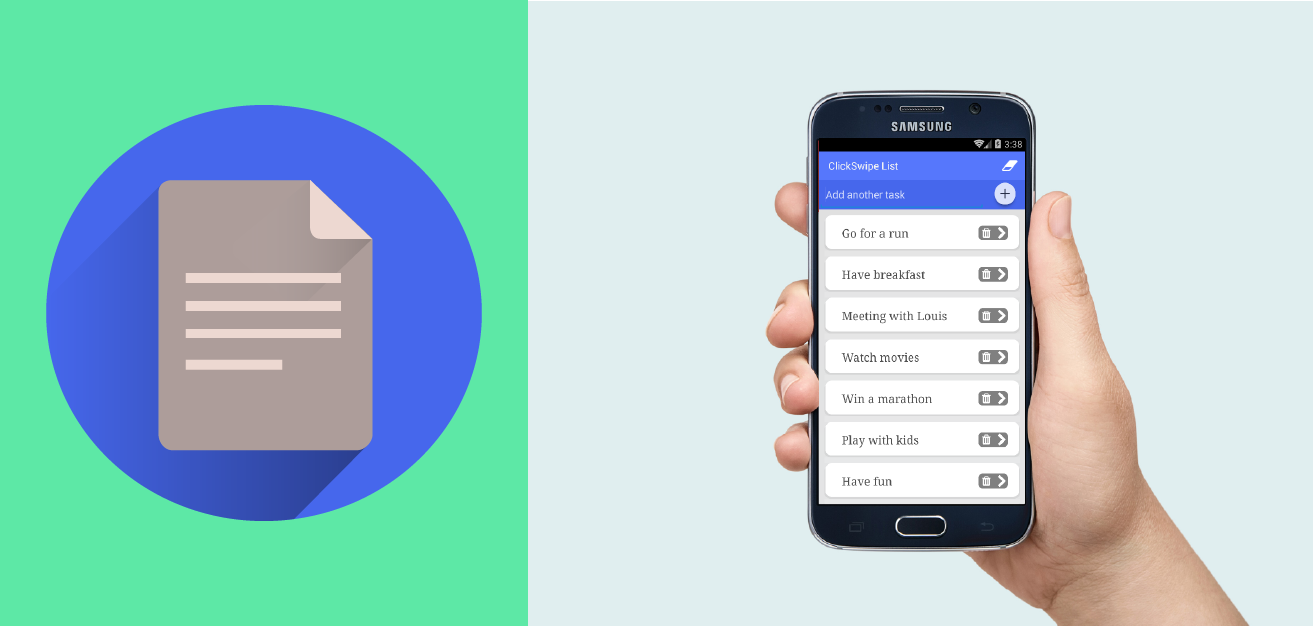 SAMSUNG
3:38
ClickSwipe List
Add another task
Go for a run
Have breakfast
Meeting with Louis
Watch movies
Win a marathon
Play with kids
Have fun